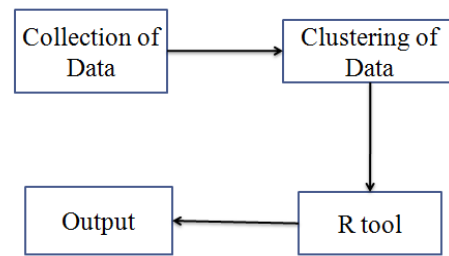 Collection of
Data
Clustering of
Data
R tool
Output